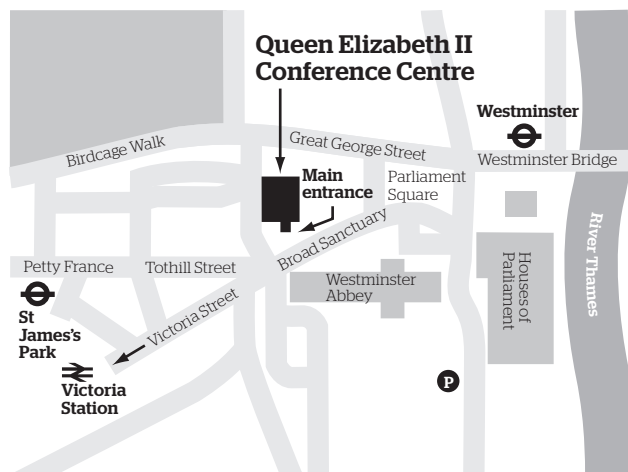 Queen Elizabeth II
Conference Centre
Westminster
Birdcage Walk
Great George Street
Westminster Bridge
Main
entrance
Parliament
Square
Broad Sanctuary
River Thames
Petty France
Tothill Street
Westminster
Abbey
Houses of
Parliament
Victoria Street
St
James's
Park
Victoria
Station
P